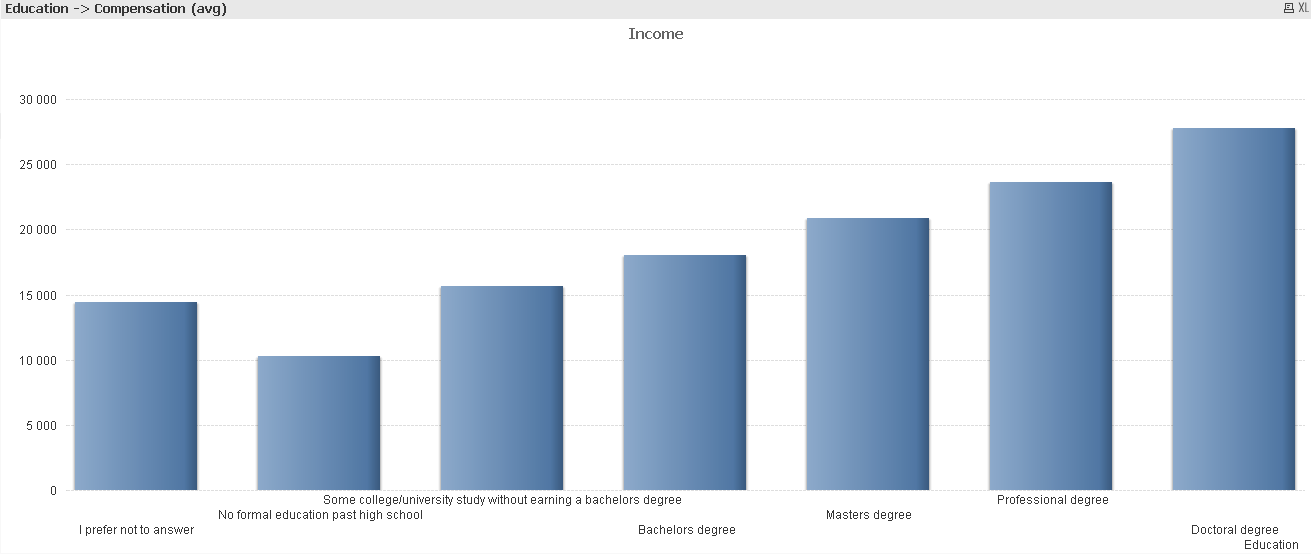 Education -> Compensation (avg)
XL
Income
30 000
25 000
20 000
15 000
10 000
5 000
0
Some college/university study without earning a bachelors degree
Professional degree
No formal education past high school
Masters degree
I prefer not to answer
Bachelors degree
Doctoral degree
Education